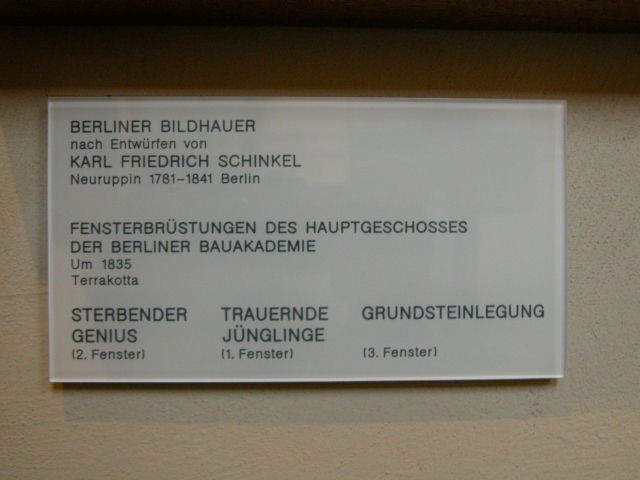 BERLINER BILDHAUER
nach Entwürfen von
KARL FRIEDRICH SCHINKEL
Neuruppin 1781–1841 Berlin
FENSTERBRÜSTUNGEN DES HAUPTGESCHOSSES
DER BERLINER BAUAKADEMIE
Um 1835
Terrakotta
STERBENDER
GENIUS
(2. Fenster)
TRAUERNDE
JÜNGLINGE
(1. Fenster)
GRUNDSTEINLEGUNG
(3. Fenster)